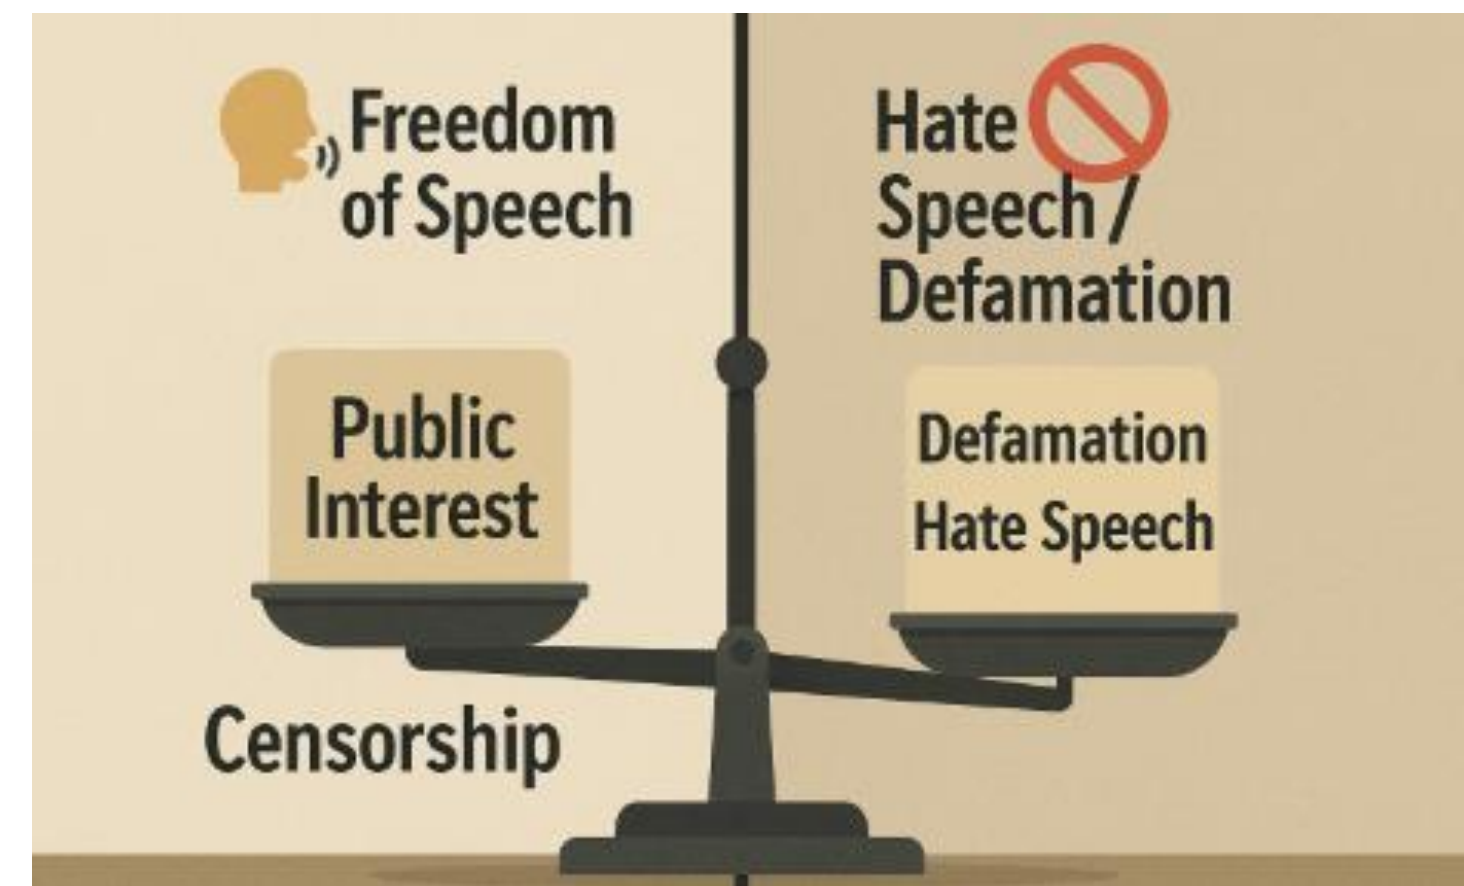 Freedom
of Speech
Public
Interest
Censorship
Hate
Speech /
Defamation
Defamation
Hate Speech